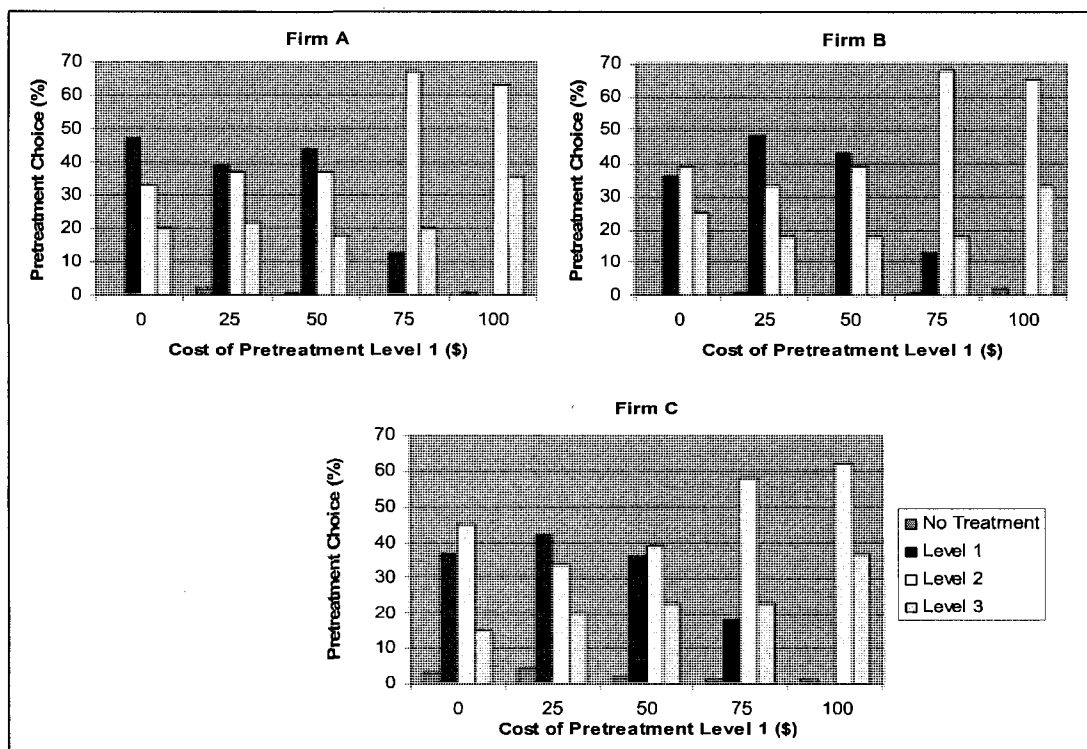 Firm A
Pretreatment Choice (%)
70
60
50
40
30
20
10
0
0 25 50 75 100
Cost of Pretreatment Level 1 ($)
Firm B
Pretreatment Choice (%)
70
60
50
40
30
20
10
0
0 25 50 75 100
Cost of Pretreatment Level 1 ($)
Firm C
Pretreatment Choice (%)
70
60
50
40
30
20
10
0
0 25 50 75 100
Cost of Pretreatment Level 1 ($)
No Treatment
Level 1
Level 2
Level 3